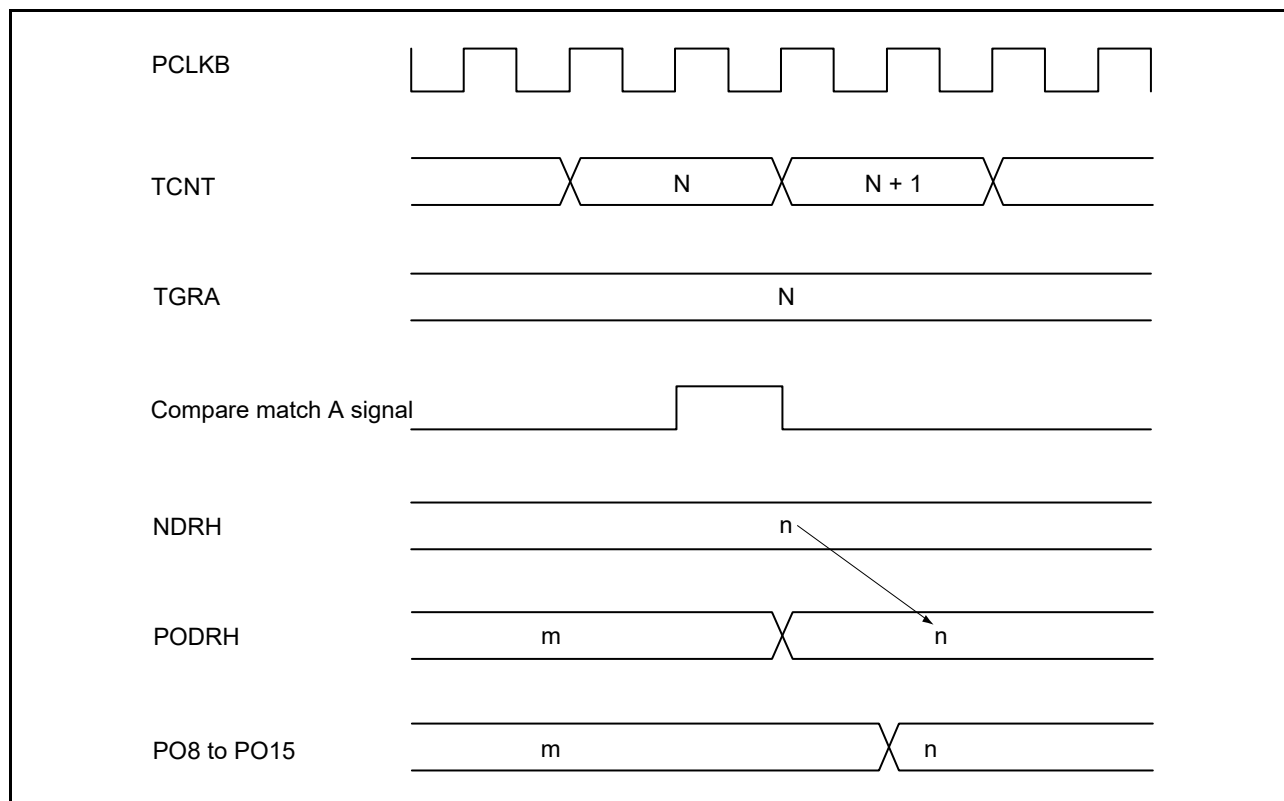 PCLKB
TCNT N N + 1
TGRA N
Compare match A signal
NDRH n
PODRH m n
PO8 to PO15 m n